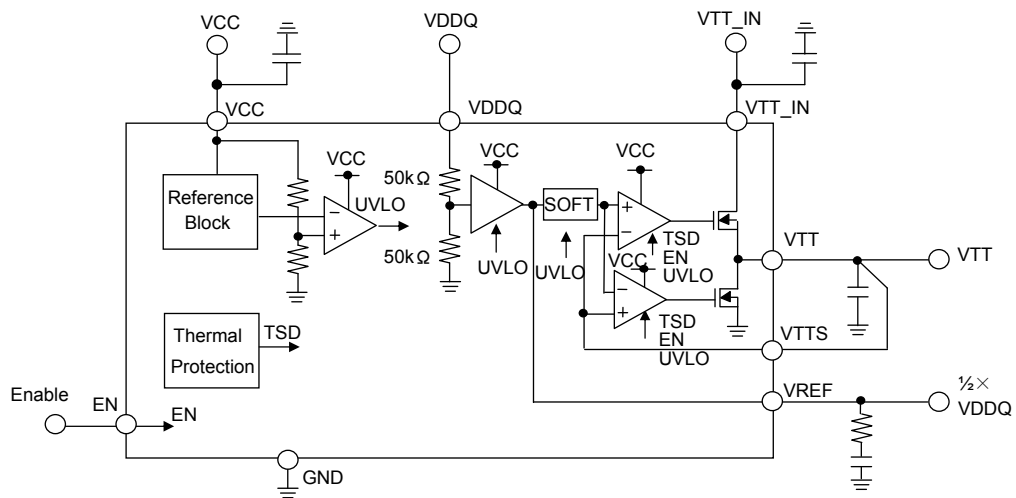 VCC
VDDQ
VTT_IN
VCC
VDDQ
VTT_IN
Reference
Block
VCC
UVLO
−
+
50kΩ
50kΩ
VCC
UVLO
SOFT
UVLO
VCC
+
−
TSD
EN
UVLO
VCC
−
+
TSD
EN
UVLO
VTT
VTT
Thermal
Protection
TSD
VTTS
Enable
EN
EN
VREF
½×
VDDQ
GND